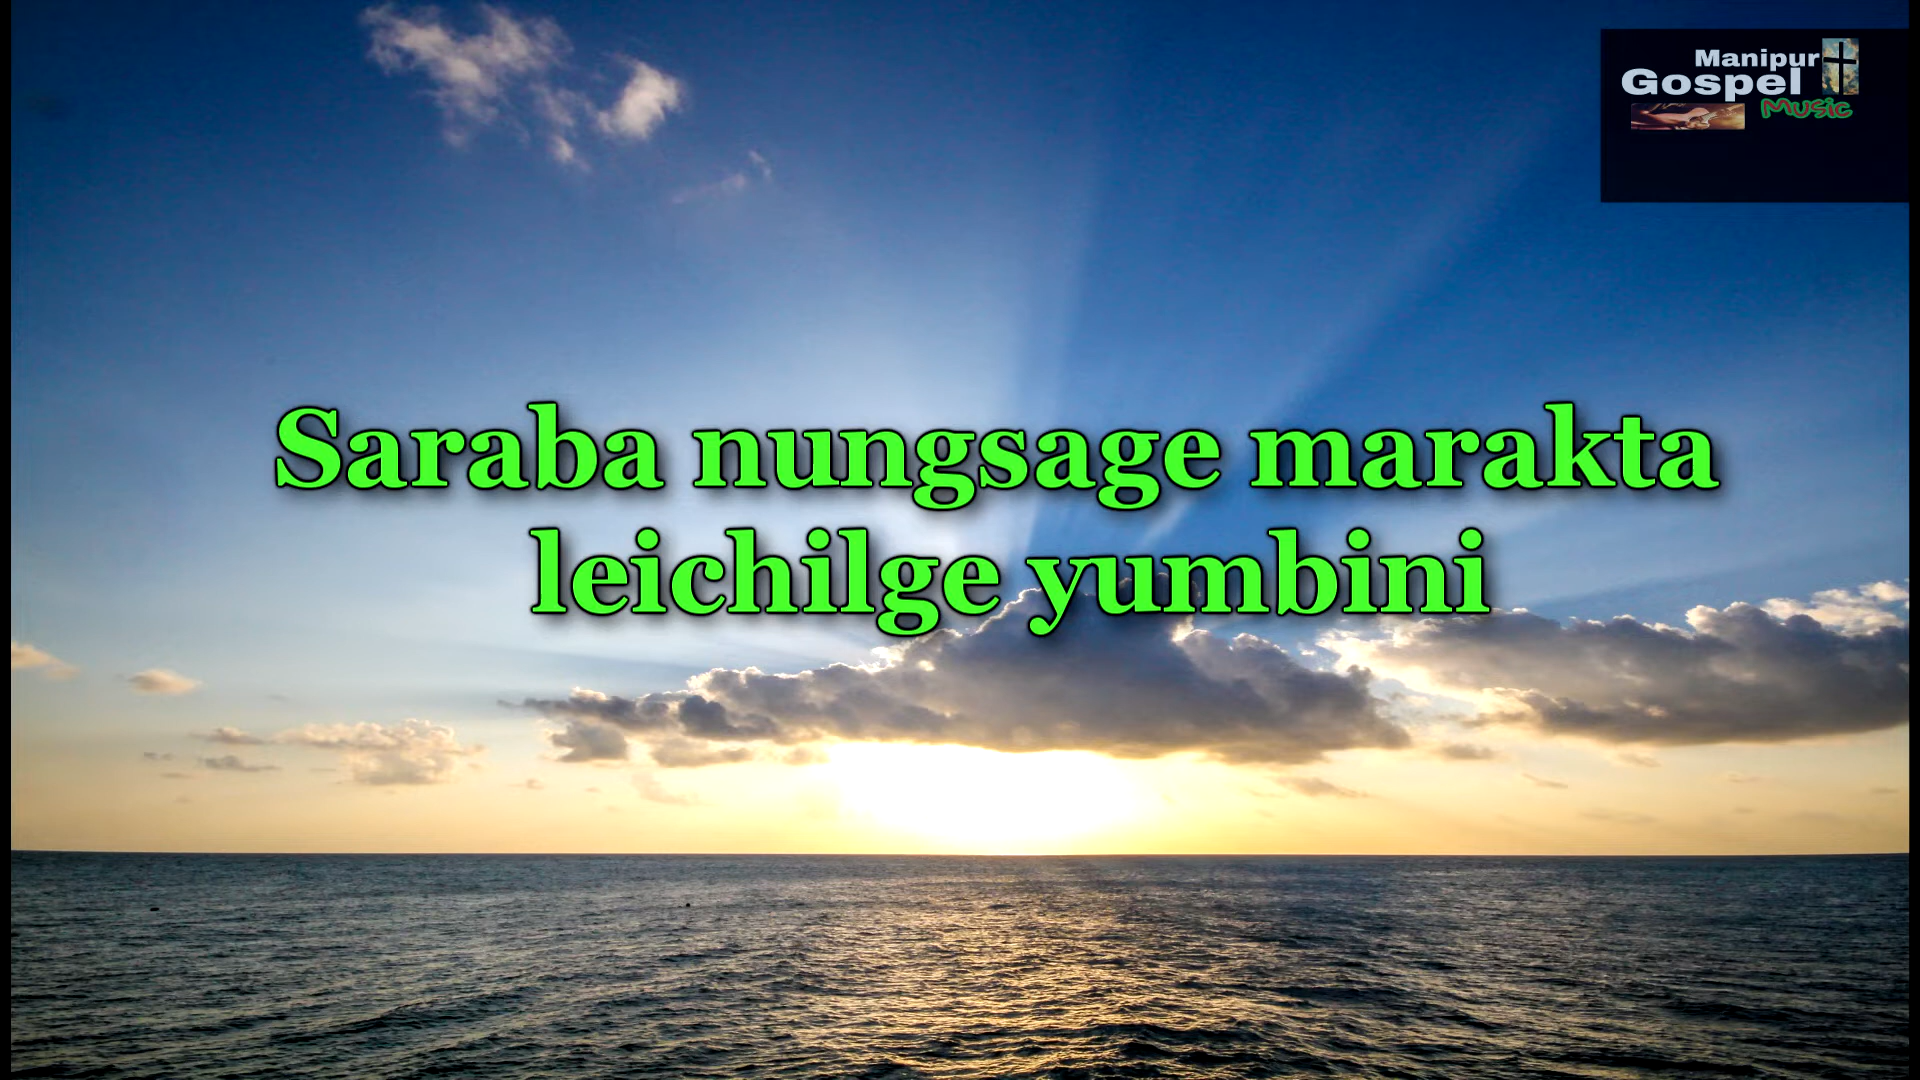 Manipur
Gospel
Music
Saraba nungsage marakta
leichilge yumbini